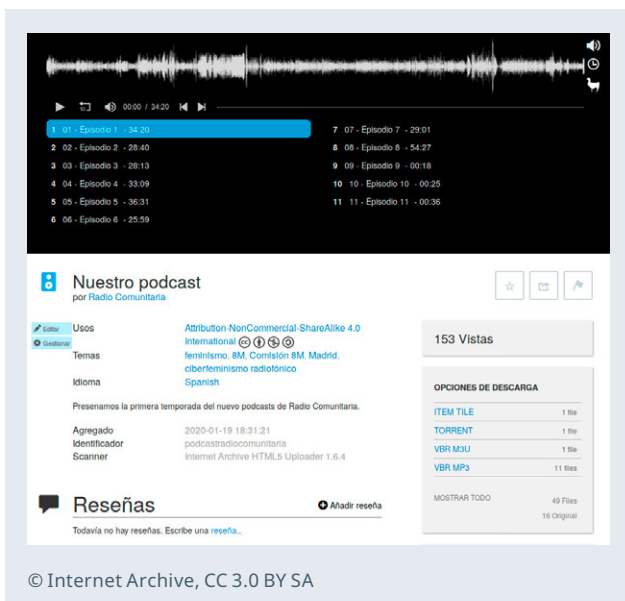 00:00 / 34:20
1 01 - Episodio 1 - 34:20
2 02 - Episodio 2 - 28:40
3 03 - Episodio 3 - 28:13
4 04 - Episodio 4 - 33:09
5 05 - Episodio 5 - 36:31
6 06 - Episodio 6 - 25:59
7 07 - Episodio 7 - 29:01
8 08 - Episodio 8 - 54:27
9 09 - Episodio 9 - 00:18
10 10 - Episodio 10 - 00:25
11 11 - Episodio 11 - 00:36
Nuestro podcast
por Radio Comunitaria
Editar
Gestionar
Usos Attribution-NonCommercial-ShareAlike 4.0
International
Temas feminismo, 8M, Comisión 8M, Madrid,
ciberfeminismo radiofónico
Idioma Spanish
Presenamos la primera temporada del nuevo podcasts de Radio Comunitaria.
Agregado 2020-01-19 18:31:21
Identificador podcastradiocomunitaria
Scanner Internet Archive HTML5 Uploader 1.6.4
Reseñas
Añadir reseña
Todavía no hay reseñas. Escribe una reseña..
153 Vistas
OPCIONES DE DESCARGA
ITEM TILE 1 file
TORRENT 1 file
VBR M3U 1 file
VBR MP3 11 files
MOSTRAR TODO 49 Files
16 Original
© Internet Archive, CC 3.0 BY SA